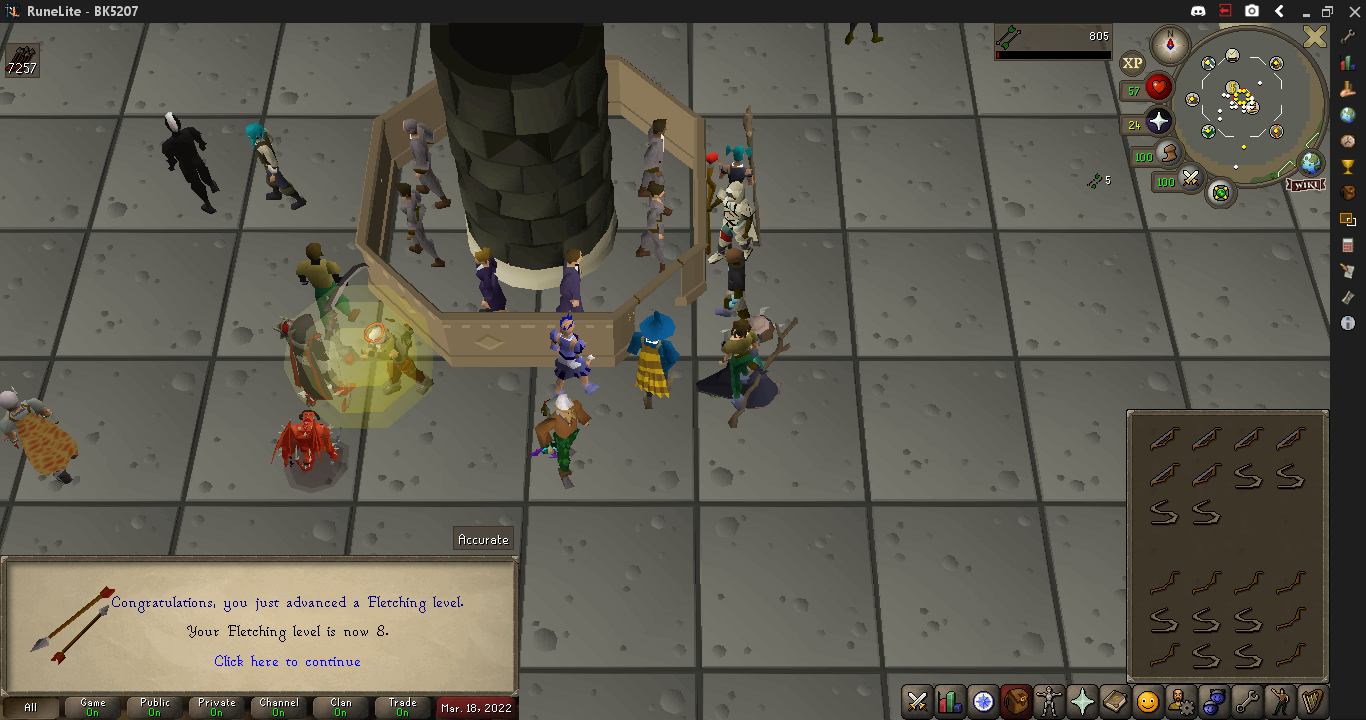 RuneLite - BK5207
7257
805
XP
57
24
100
100
5
WIKI
N
Accurate
Congratulations, you just advanced a Fletching level.
Your Fletching level is now 8.
Click here to continue
All
Game
On
Public
On
Private
On
Channel
On
Clan
On
Trade
On
Mar. 18, 2022